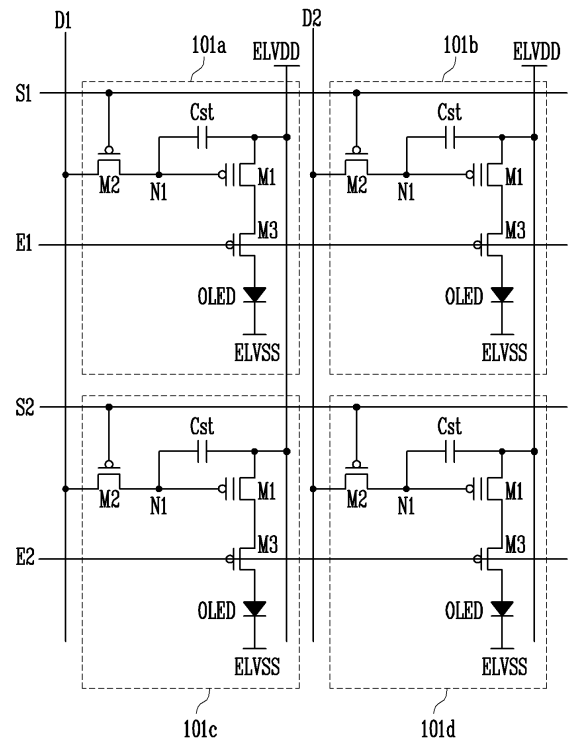 D1 D2
101a ELVDD 101b ELVDD
S1
Cst Cst
M2 N1 M1 M2 N1 M1
E1 M3 M3
OLED OLED
ELVSS ELVSS
S2
Cst Cst
M2 N1 M1 M2 N1 M1
E2 M3 M3
OLED OLED
ELVSS ELVSS
101c 101d